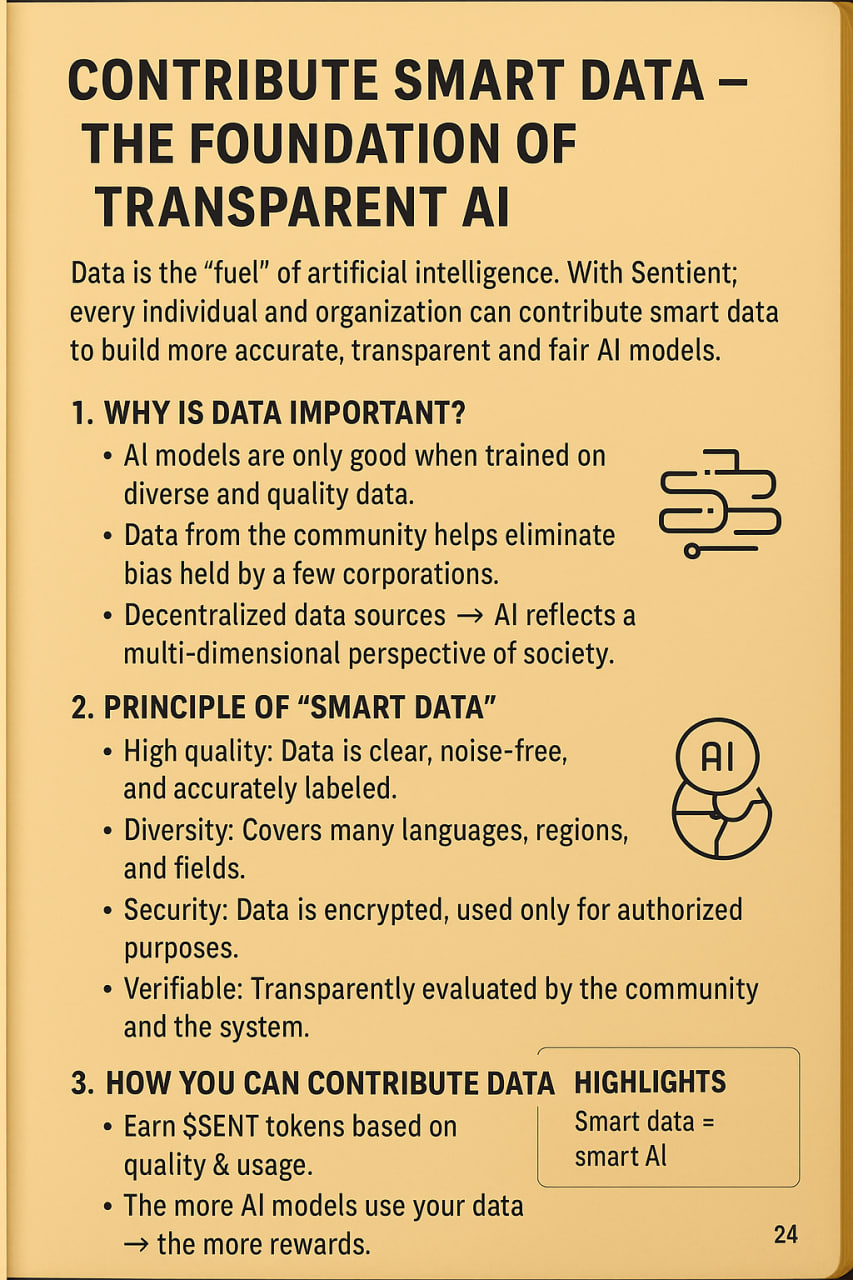 CONTRIBUTE SMART DATA –
THE FOUNDATION OF
TRANSPARENT AI
Data is the “fuel” of artificial intelligence. With Sentient;
every individual and organization can contribute smart data
to build more accurate, transparent and fair AI models.
1. WHY IS DATA IMPORTANT?
• AI models are only good when trained on
diverse and quality data.
• Data from the community helps eliminate
bias held by a few corporations.
• Decentralized data sources → AI reflects a
multi-dimensional perspective of society.
2. PRINCIPLE OF “SMART DATA”
AI
• High quality: Data is clear, noise-free,
and accurately labeled.
• Diversity: Covers many languages, regions,
and fields.
• Security: Data is encrypted, used only for authorized
purposes.
• Verifiable: Transparently evaluated by the community
and the system.
3. HOW YOU CAN CONTRIBUTE DATA
• Earn $SENT tokens based on
quality & usage.
• The more AI models use your data
→ the more rewards.
HIGHLIGHTS
Smart data =
smart AI
24